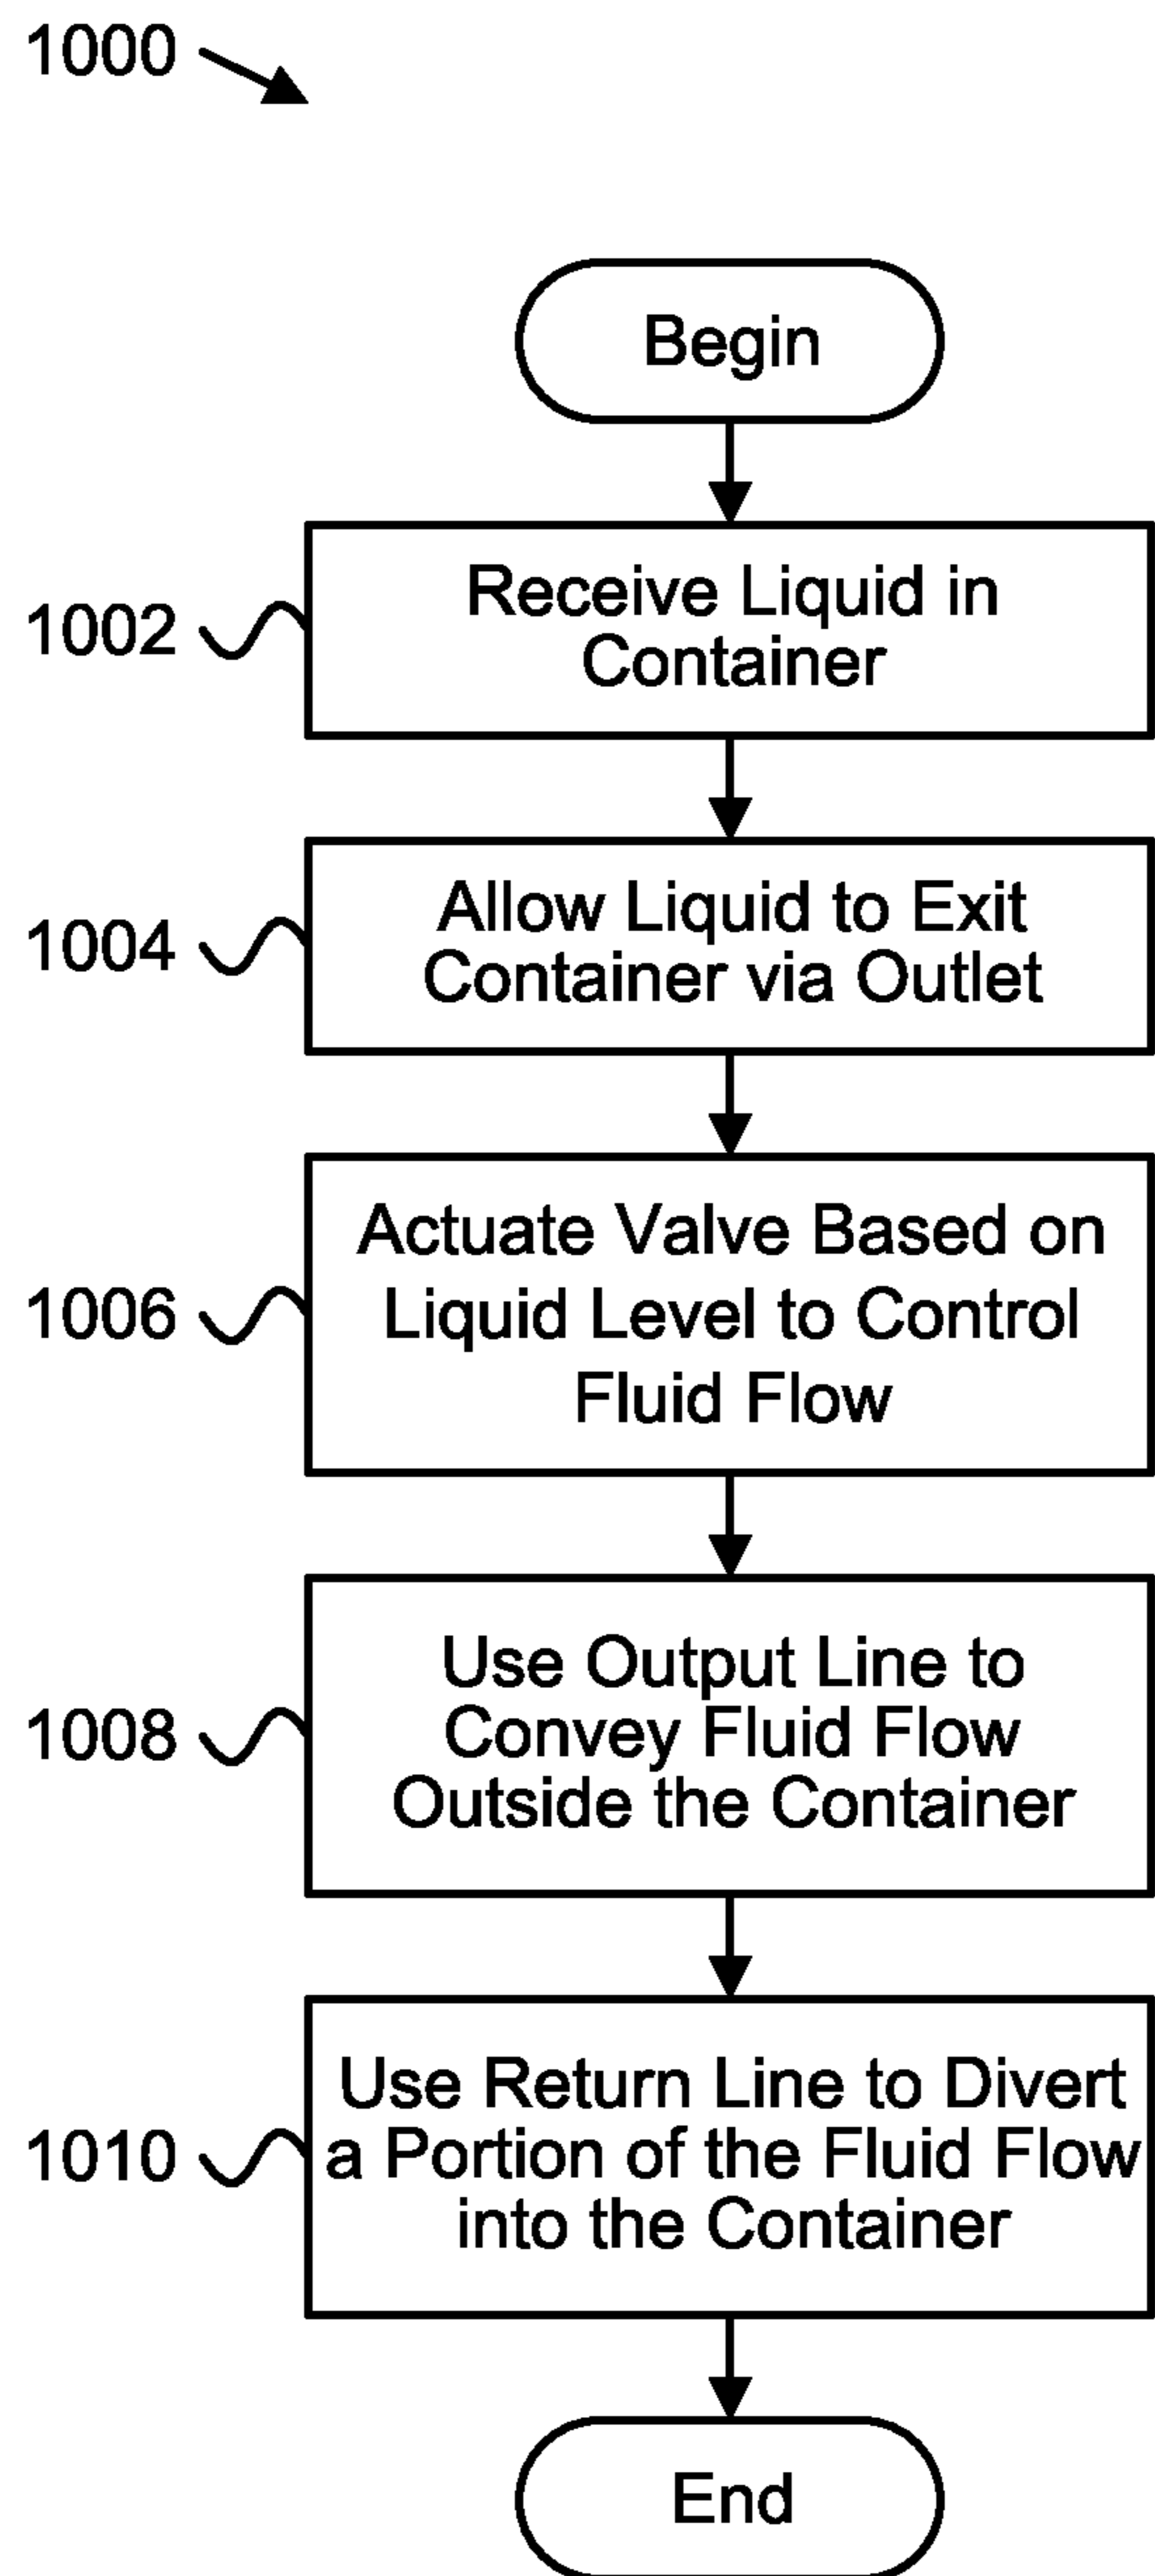 1000
Begin
1002
Receive Liquid in
Container
1004
Allow Liquid to Exit
Container via Outlet
1006
Actuate Valve Based on
Liquid Level to Control
Fluid Flow
1008
Use Output Line to
Convey Fluid Flow
Outside the Container
1010
Use Return Line to Divert
a Portion of the Fluid Flow
into the Container
End